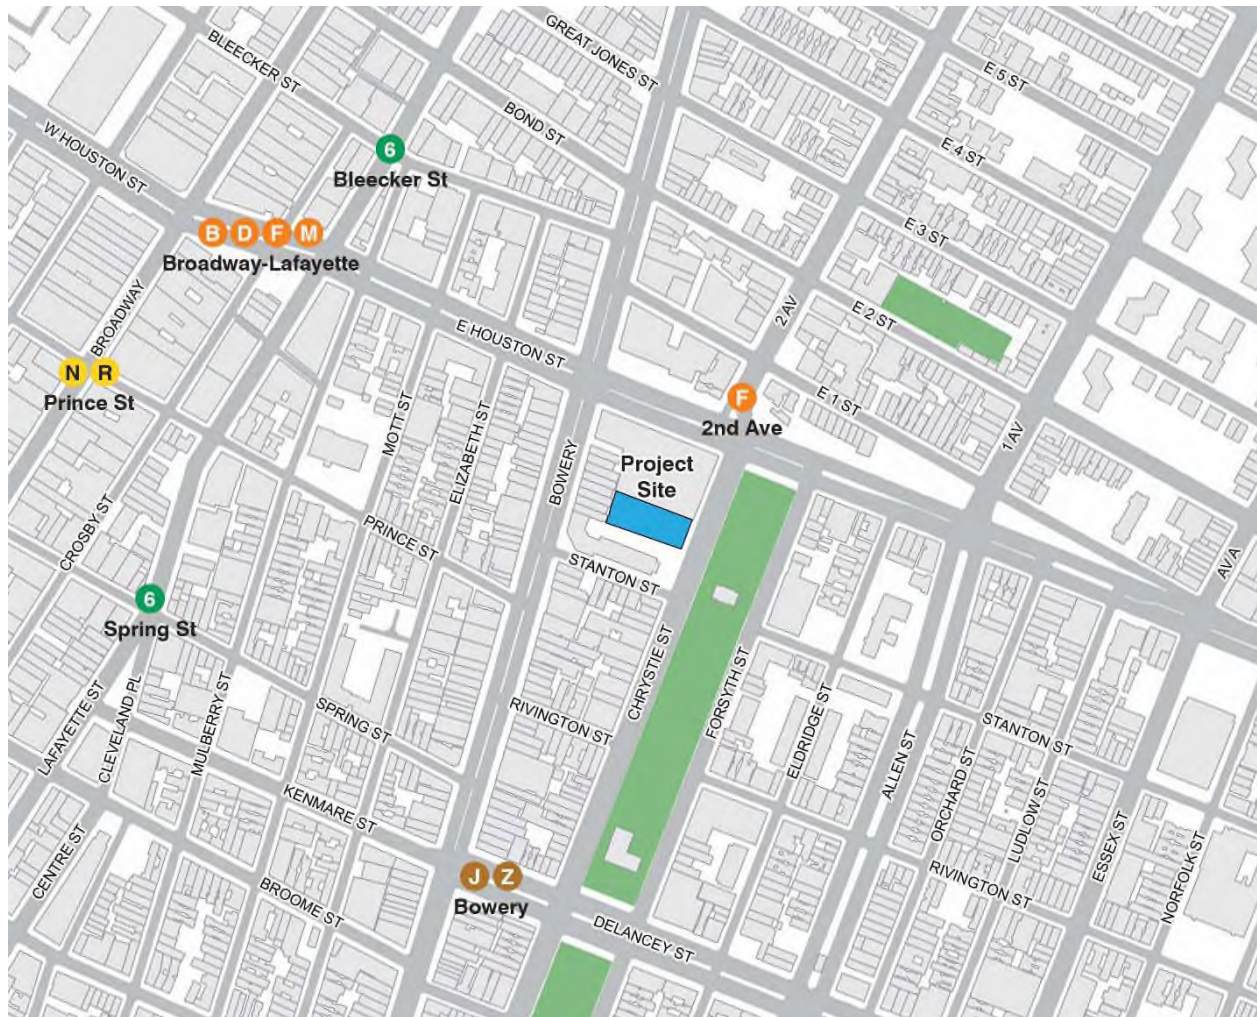 GREAT JONES ST
BLEECKER ST
E 5 ST
BOND ST
W HOUSTON ST
6
Bleecker St
E 4 ST
B D F M
Broadway-Lafayette
E 3 ST
BROADWAY
2 AV
E 2 ST
E HOUSTON ST
N R
Prince St
F
2nd Ave
E 1 ST
MOTT ST
ELIZABETH ST
BOWERY
1 AV
Project
Site
CROSBY ST
PRINCE ST
STANTON ST
AV A
6
Spring St
CHRYSTIE ST
FORSYTH ST
LAFAYETTE ST
CLEVELAND PL
MULBERRY ST
SPRING ST
RIVINGTON ST
ELDRIDGE ST
ALLEN ST
STANTON ST
ORCHARD ST
LUDLOW ST
KENMARE ST
ESSEX ST
NORFOLK ST
CENTRE ST
BROOME ST
J Z
Bowery
RIVINGTON ST
DELANCEY ST